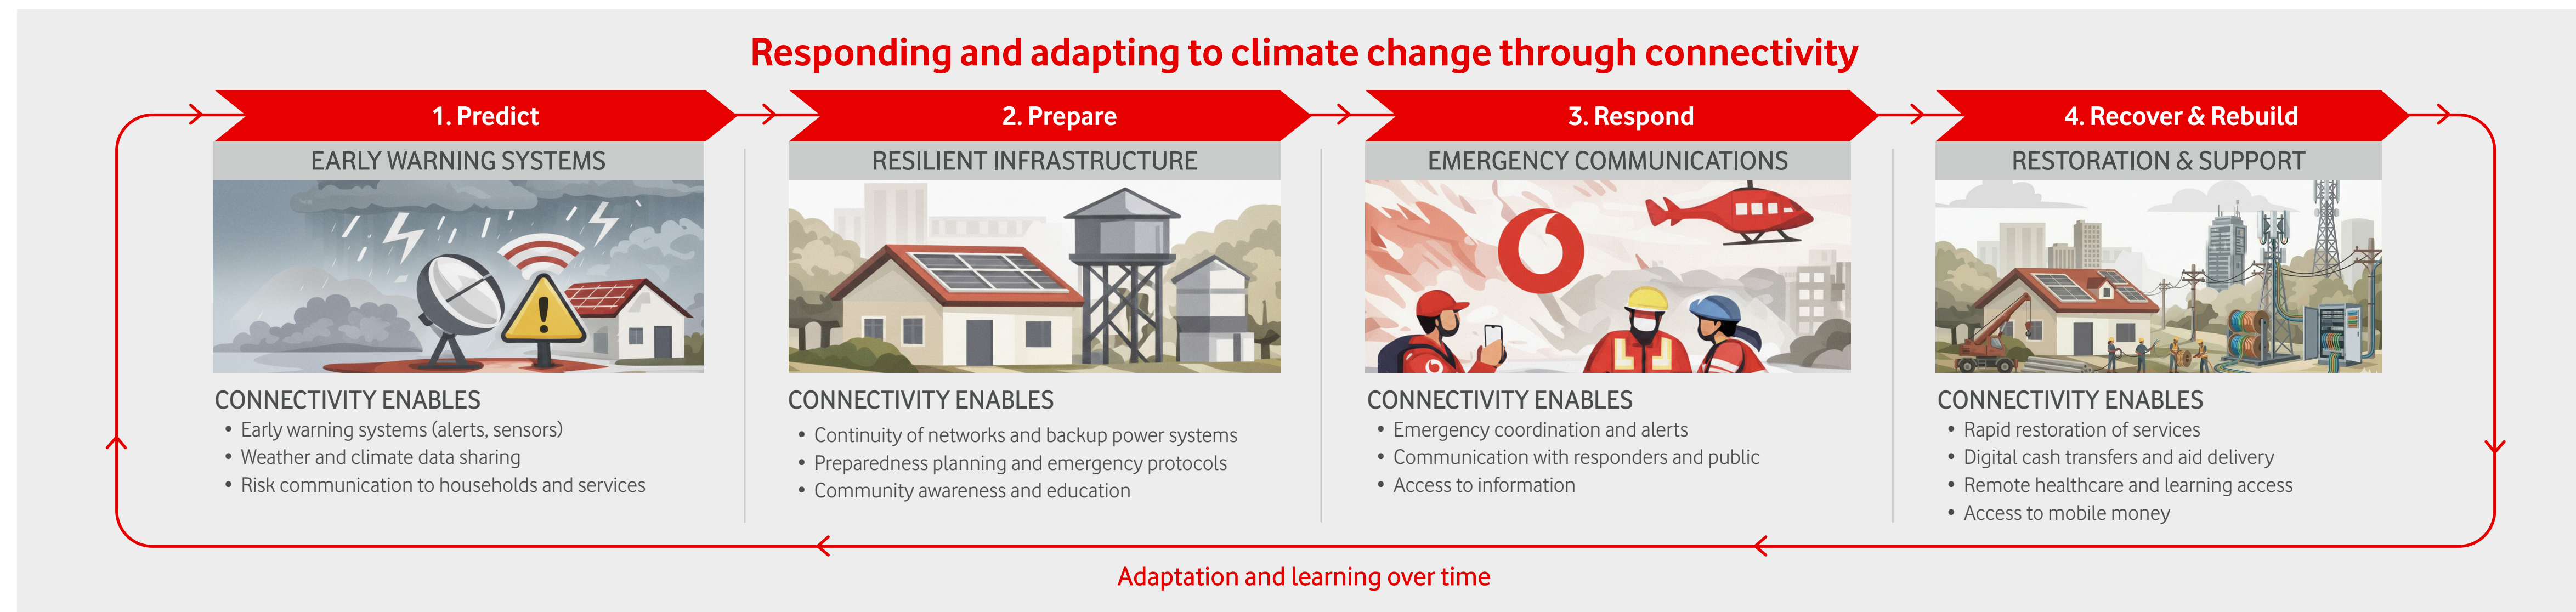 Responding and adapting to climate change through connectivity
1. Predict
EARLY WARNING SYSTEMS
CONNECTIVITY ENABLES
• Early warning systems (alerts, sensors)
• Weather and climate data sharing
• Risk communication to households and services
2. Prepare
RESILIENT INFRASTRUCTURE
CONNECTIVITY ENABLES
• Continuity of networks and backup power systems
• Preparedness planning and emergency protocols
• Community awareness and education
3. Respond
EMERGENCY COMMUNICATIONS
CONNECTIVITY ENABLES
• Emergency coordination and alerts
• Communication with responders and public
• Access to information
4. Recover & Rebuild
RESTORATION & SUPPORT
CONNECTIVITY ENABLES
• Rapid restoration of services
• Digital cash transfers and aid delivery
• Remote healthcare and learning access
• Access to mobile money
Adaptation and learning over time